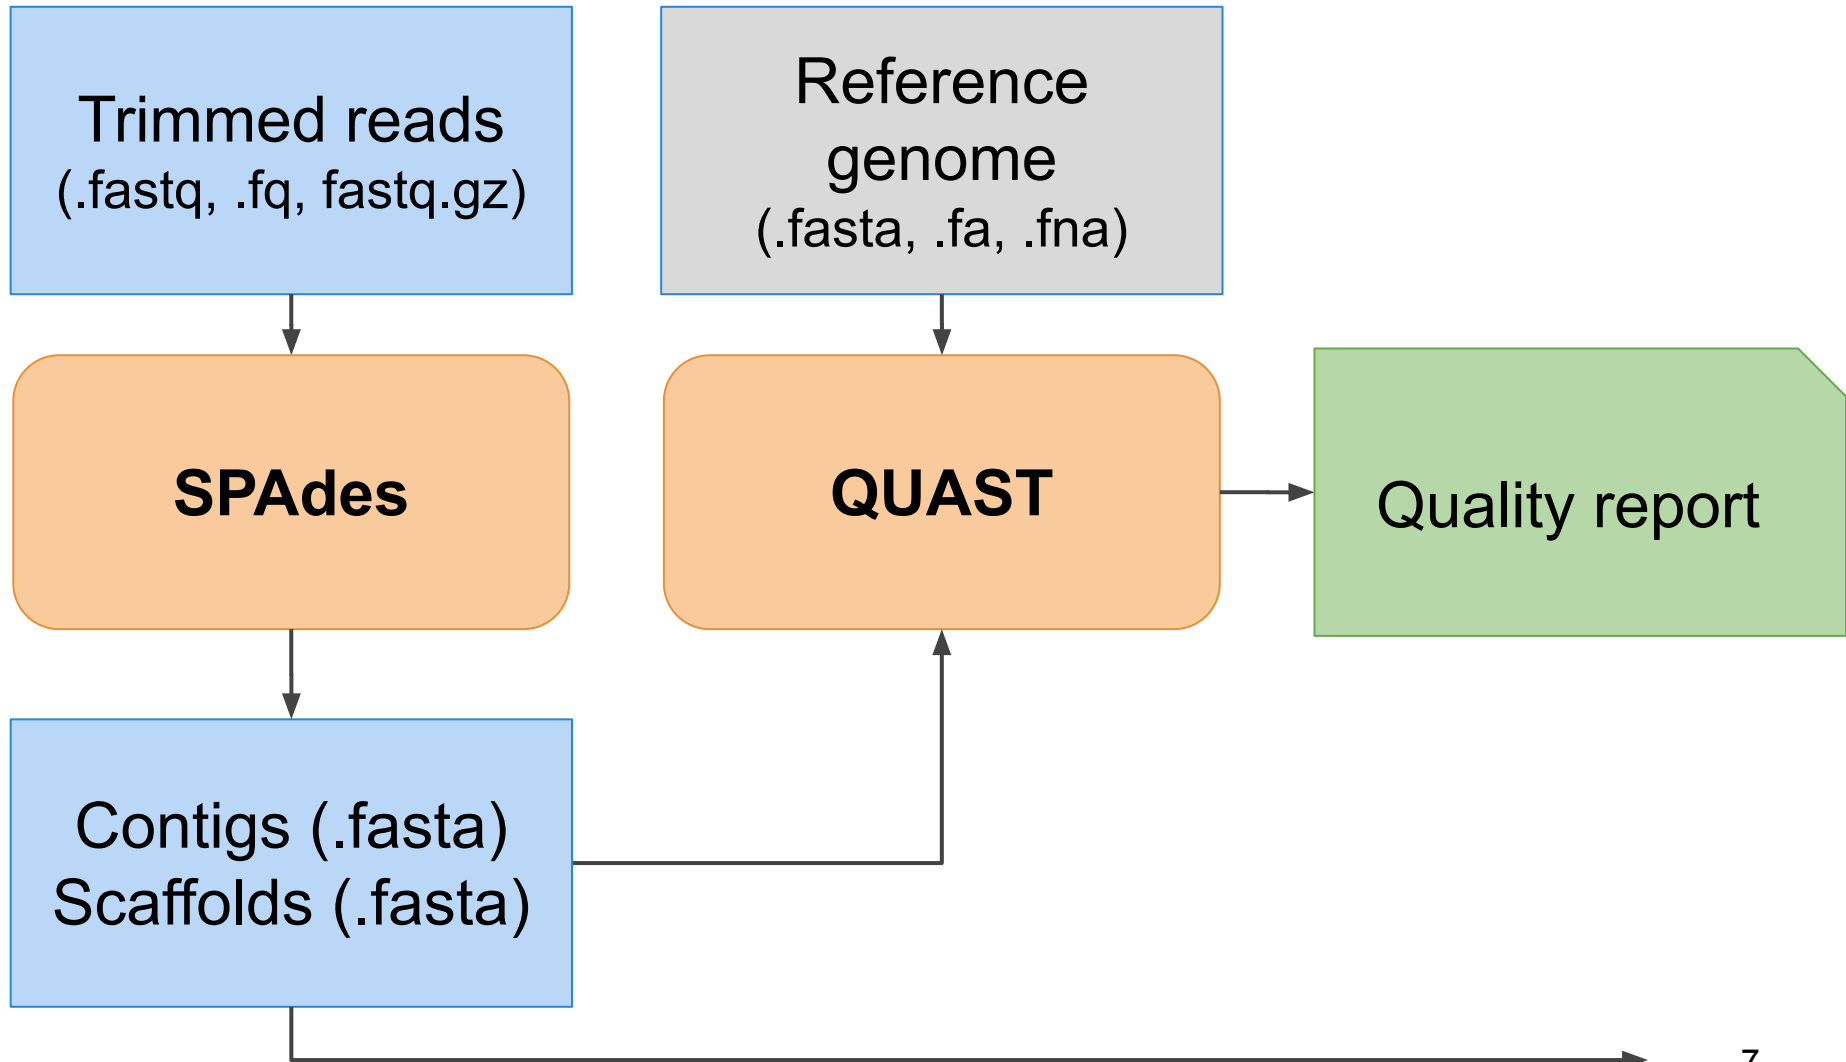 Trimmed reads
(.fastq, .fq, fastq.gz)
Reference
genome
(.fasta, .fa, .fna)
SPAdes
QUAST
Quality report
Contigs (.fasta)
Scaffolds (.fasta)